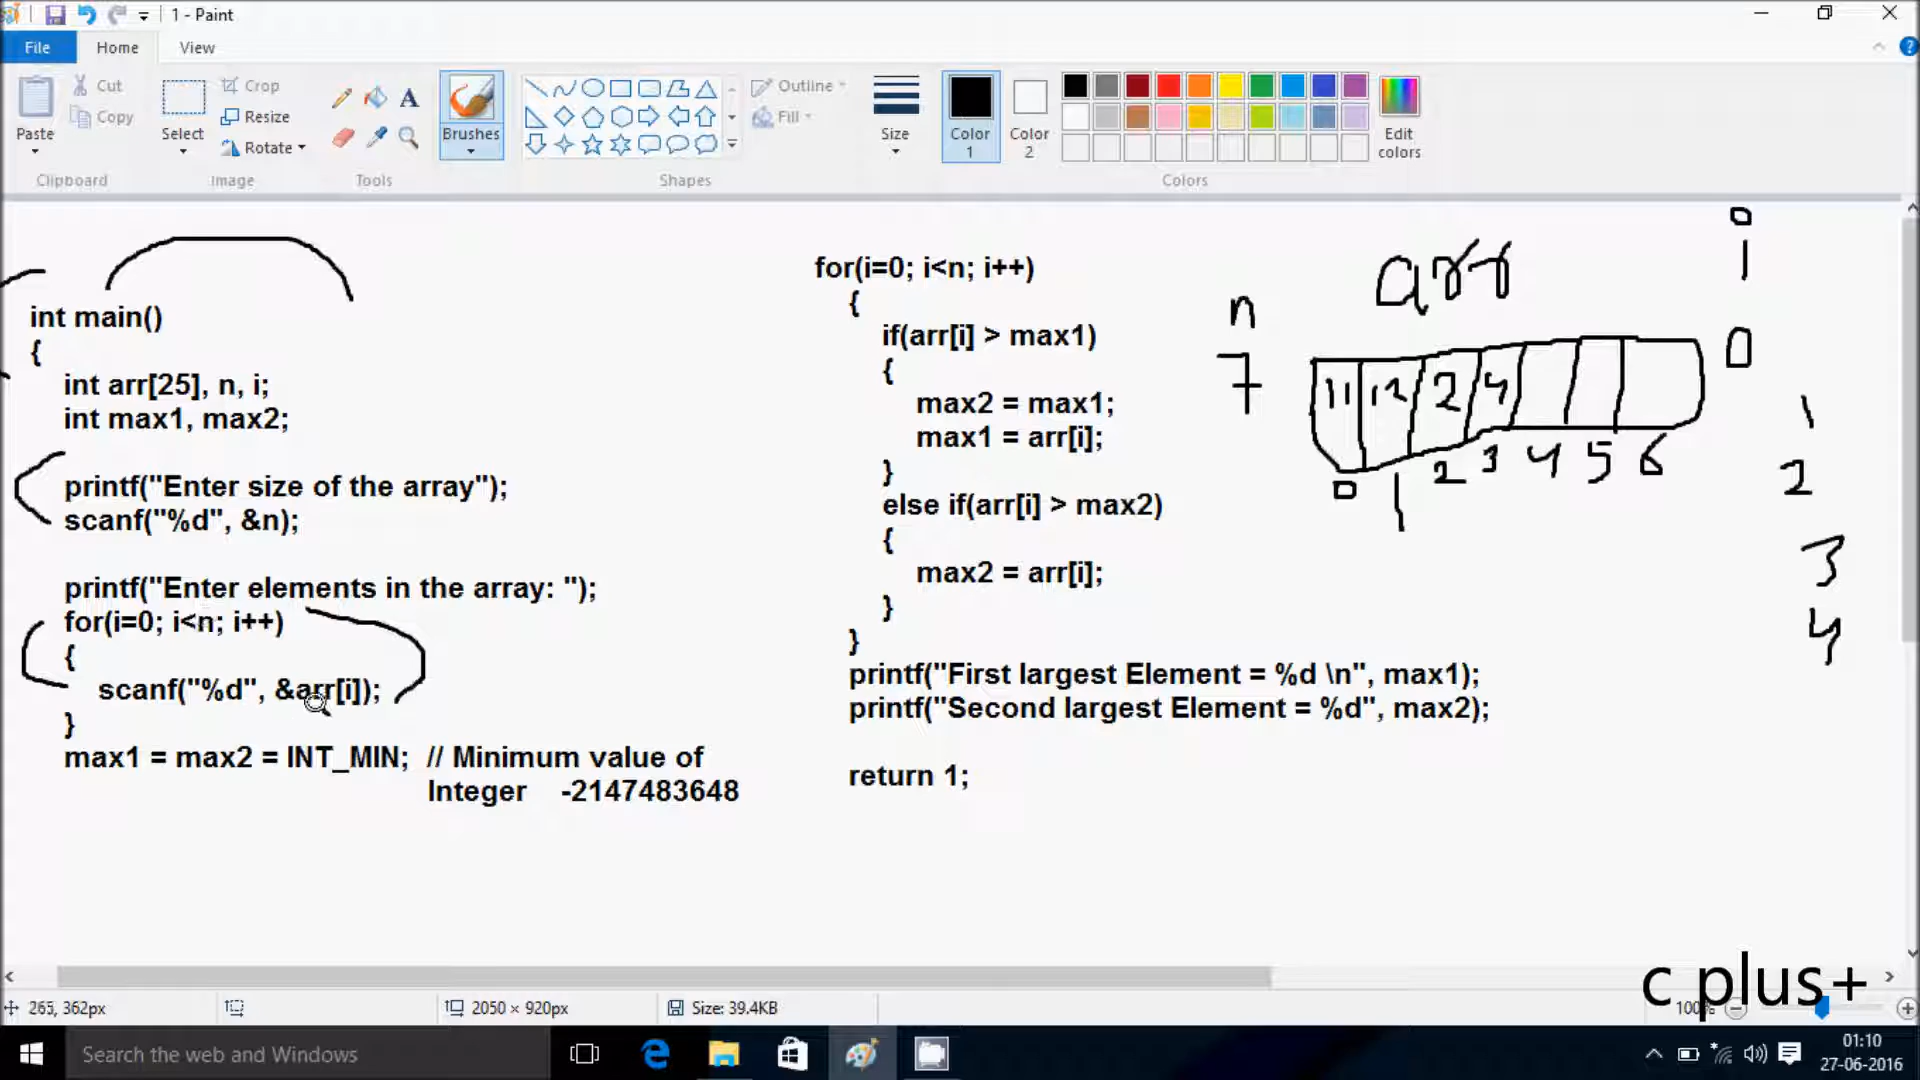 1 - Paint
File Home View
Paste
Cut
Copy
Clipboard
Select
Crop
Resize
Rotate
Image
Tools
Brushes
Shapes
Outline
Fill
Size
Color 1
Color 2
Edit colors
Colors
int main()
{
int arr[25], n, i;
int max1, max2;
printf("Enter size of the array");
scanf("%d", &n);
printf("Enter elements in the array: ");
for(i=0; i<n; i++)
{
scanf("%d", &arr[i]);
}
max1 = max2 = INT_MIN; // Minimum value of
Integer -2147483648
for(i=0; i<n; i++)
{
if(arr[i] > max1)
{
max2 = max1;
max1 = arr[i];
}
else if(arr[i] > max2)
{
max2 = arr[i];
}
}
printf("First largest Element = %d \n", max1);
printf("Second largest Element = %d", max2);
return 1;
n
7
arr
11 12 2 4
0 1 2 3 4 5 6
0
1
2
3
4
c plus+
265, 362px
2050 × 920px
Size: 39.4KB
100%
Search the web and Windows
01:10
27-06-2016